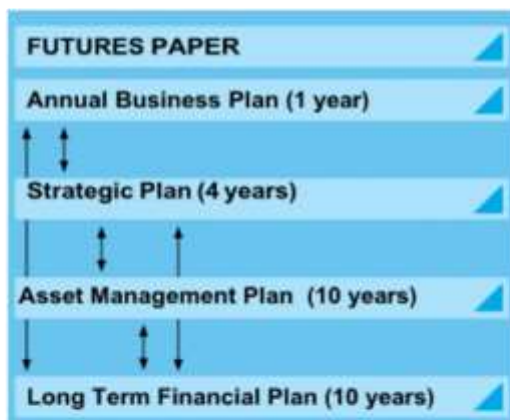 FUTURES PAPER
Annual Business Plan (1 year)
Strategic Plan (4 years)
Asset Management Plan (10 years)
Long Term Financial Plan (10 years)